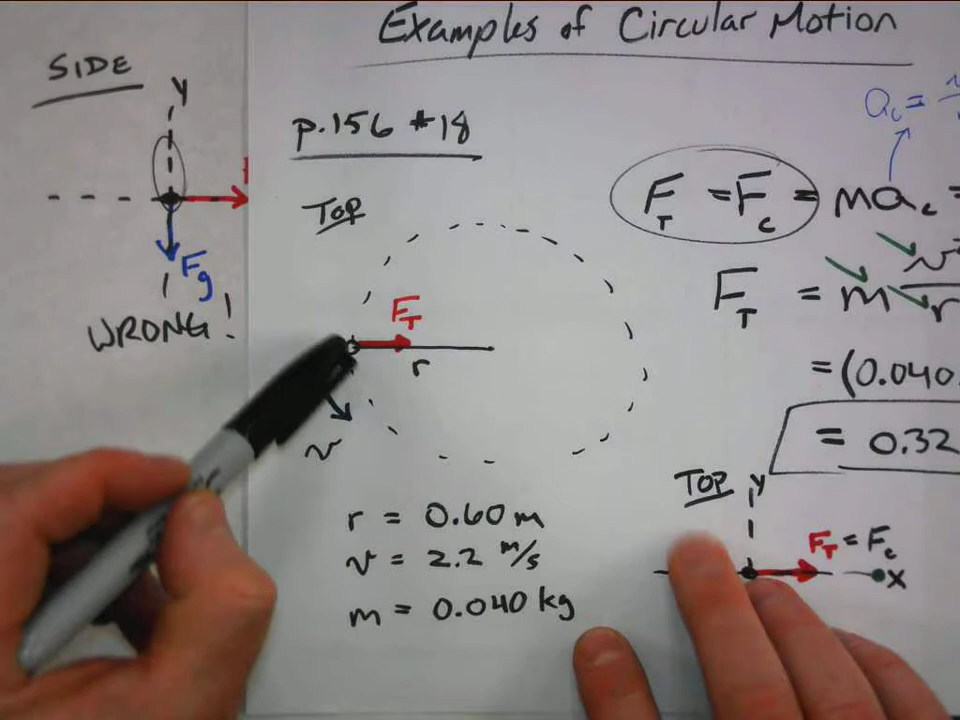 Examples of Circular Motion
SIDE
y
Fg
WRONG!
p.156 #18
TOP
FT
r
v
r = 0.60 m
v = 2.2 m/s
m = 0.040 kg
ac = v
FT = Fc = mac =
FT = m v²/r
= (0.040
= 0.32
TOP
y
FT = Fc
x